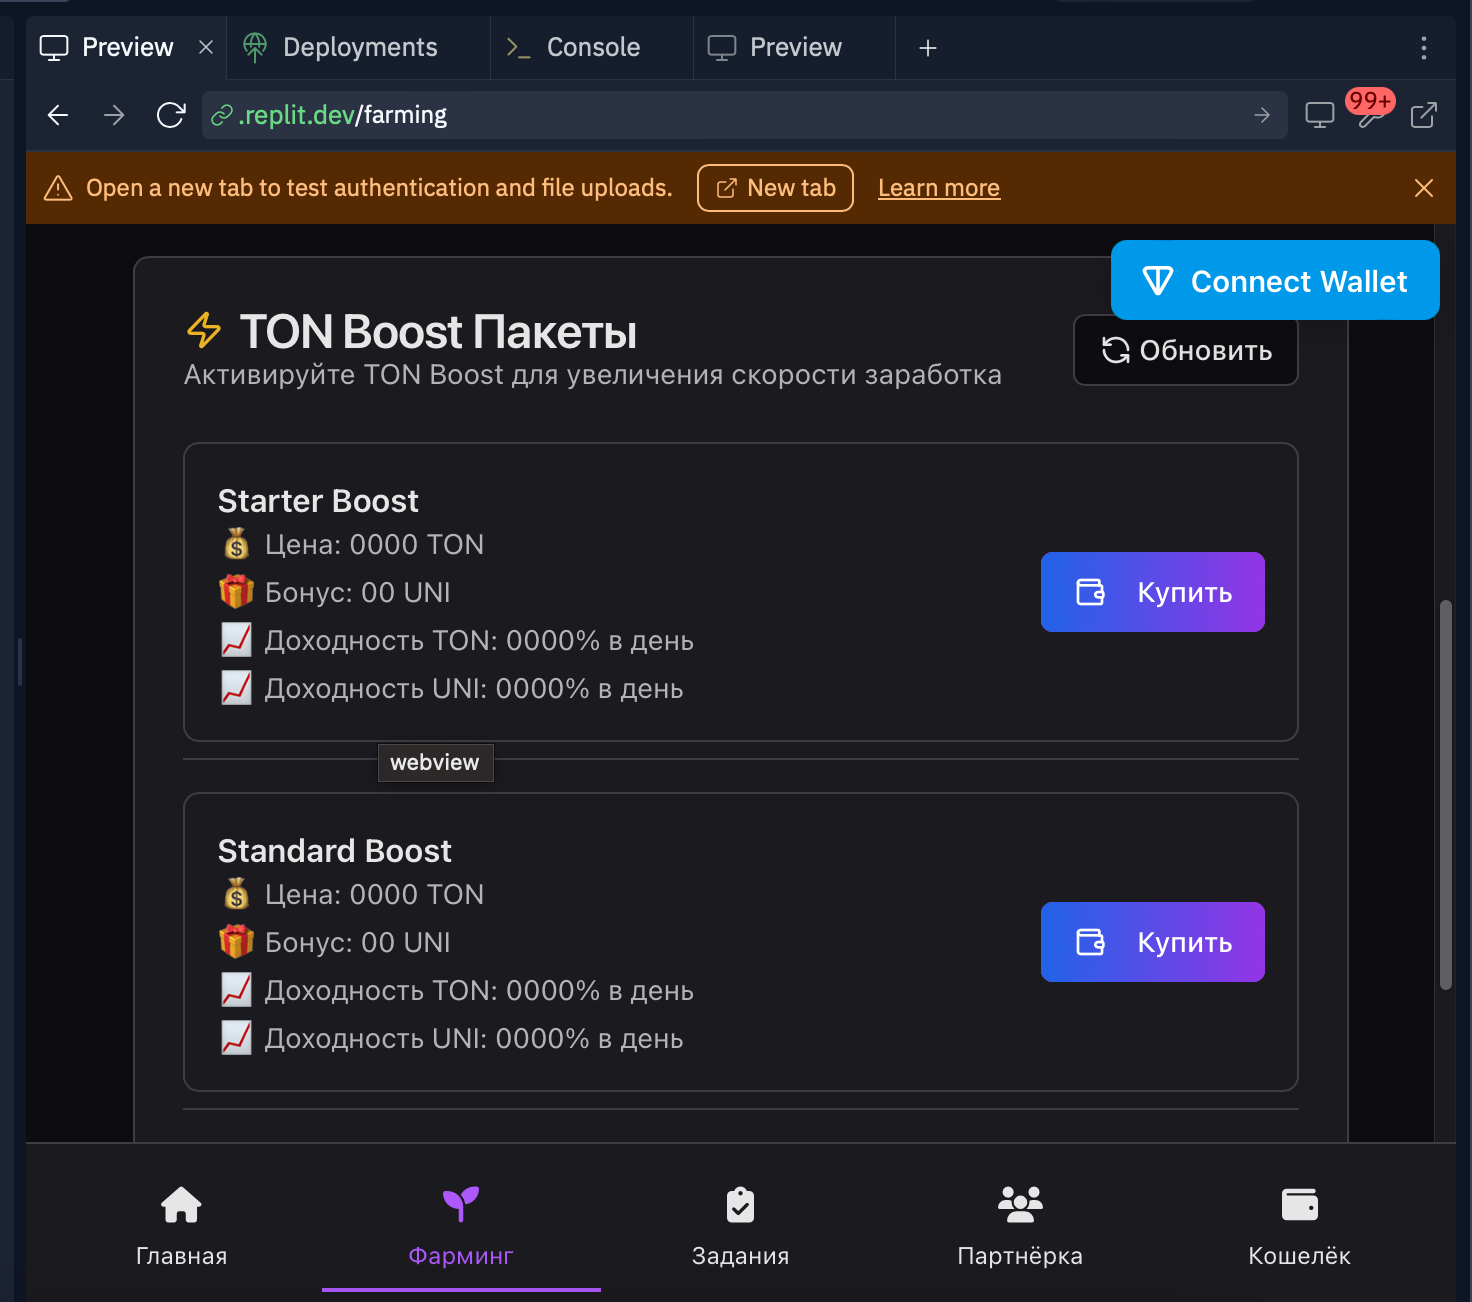 Preview
Deployments
Console
Preview
.replit.dev/farming
99+
Open a new tab to test authentication and file uploads.
New tab
Learn more
Connect Wallet
TON Boost Пакеты
Активируйте TON Boost для увеличения скорости заработка
Обновить
Starter Boost
Цена: 0000 TON
Бонус: 00 UNI
Доходность TON: 0000% в день
Доходность UNI: 0000% в день
Купить
webview
Standard Boost
Цена: 0000 TON
Бонус: 00 UNI
Доходность TON: 0000% в день
Доходность UNI: 0000% в день
Купить
Главная
Фарминг
Задания
Партнёрка
Кошелёк